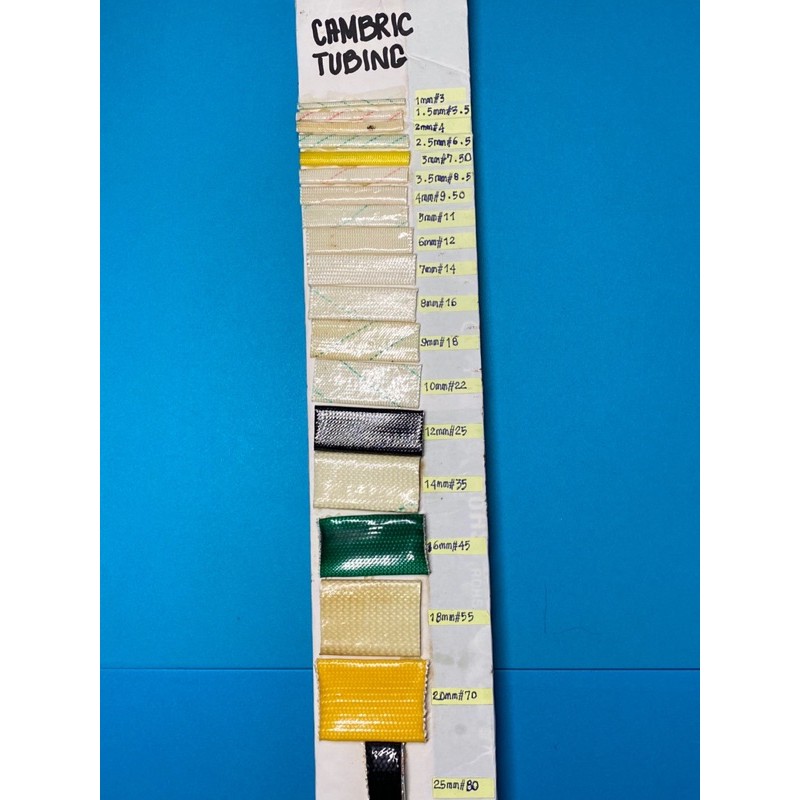 CAMBRIC
TUBING
1mm#3
1.5mm#3.5
2mm#4
2.5mm#6.5
3mm#7.50
3.5mm#8.5
4mm#9.50
5mm#11
6mm#12
7mm#14
8mm#16
9mm#18
10mm#22
12mm#25
14mm#35
16mm#45
18mm#55
20mm#70
25mm#80